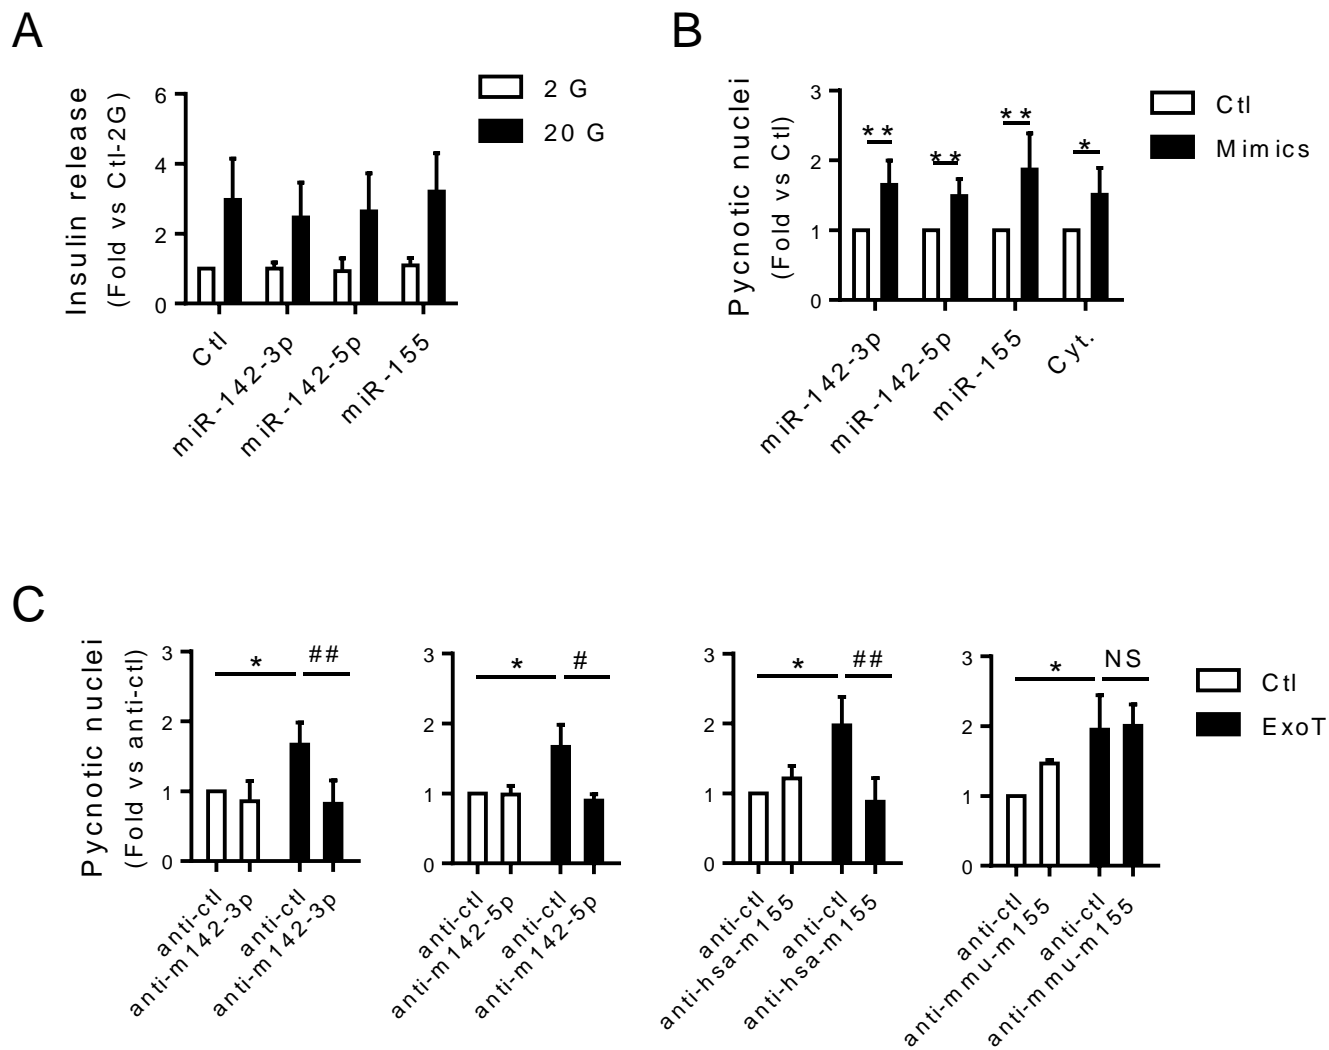 A
Insulin release
(Fold vs Ctl-2G)
6
4
2
0
2 G
20 G
Ctl
miR-142-3p
miR-142-5p
miR-155
B
Pycnotic nuclei
(Fold vs Ctl)
3
2
1
0
**
**
**
*
Ctl
Mimics
miR-142-3p
miR-142-5p
miR-155
Cyt.
C
Pycnotic nuclei
(Fold vs anti-ctl)
3
2
1
0
*
##
anti-ctl
anti-m142-3p
anti-ctl
anti-m142-3p
3
2
1
0
*
#
anti-ctl
anti-m142-5p
anti-ctl
anti-m142-5p
3
2
1
0
*
##
anti-ctl
anti-hsa-m155
anti-ctl
anti-hsa-m155
3
2
1
0
*
NS
anti-ctl
anti-mmu-m155
anti-ctl
anti-mmu-m155
Ctl
ExoT